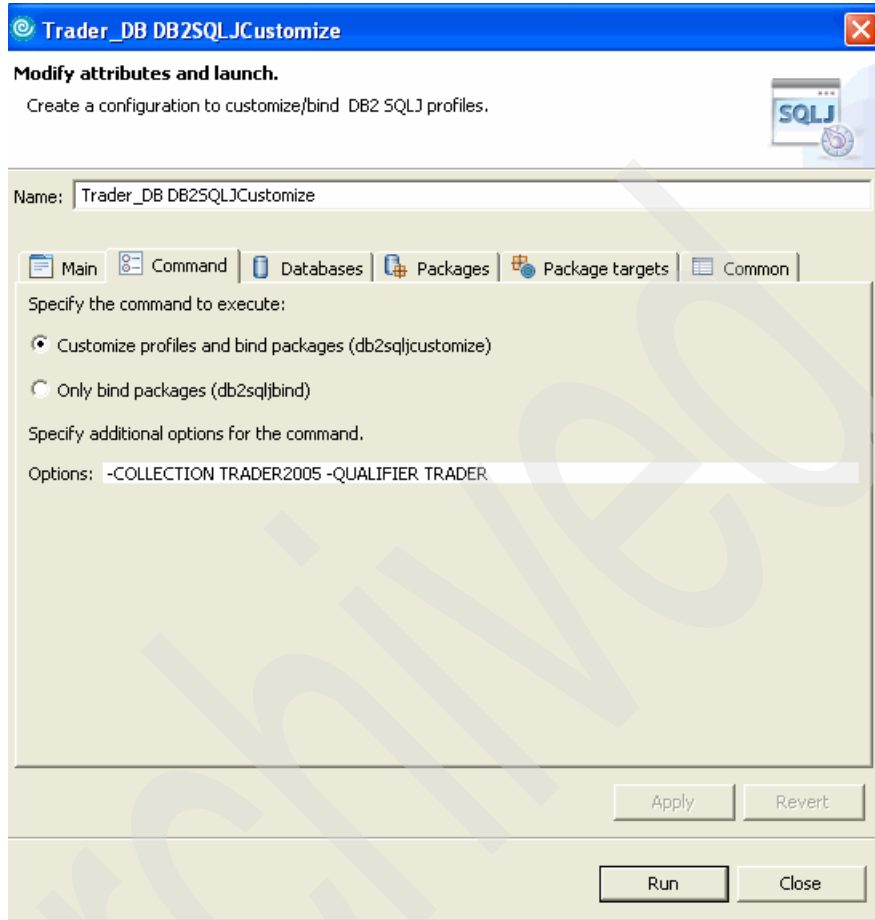 Trader_DB DB2SQLJCustomize
Modify attributes and launch.
Create a configuration to customize/bind DB2 SQLJ profiles.
SQLJ
Name: Trader_DB DB2SQLJCustomize
Main Command Databases Packages Package targets Common
Specify the command to execute:
Customize profiles and bind packages (db2sqljcustomize)
Only bind packages (db2sqljbind)
Specify additional options for the command.
Options: -COLLECTION TRADER2005 -QUALIFIER TRADER
Apply Revert
Run Close
rchived